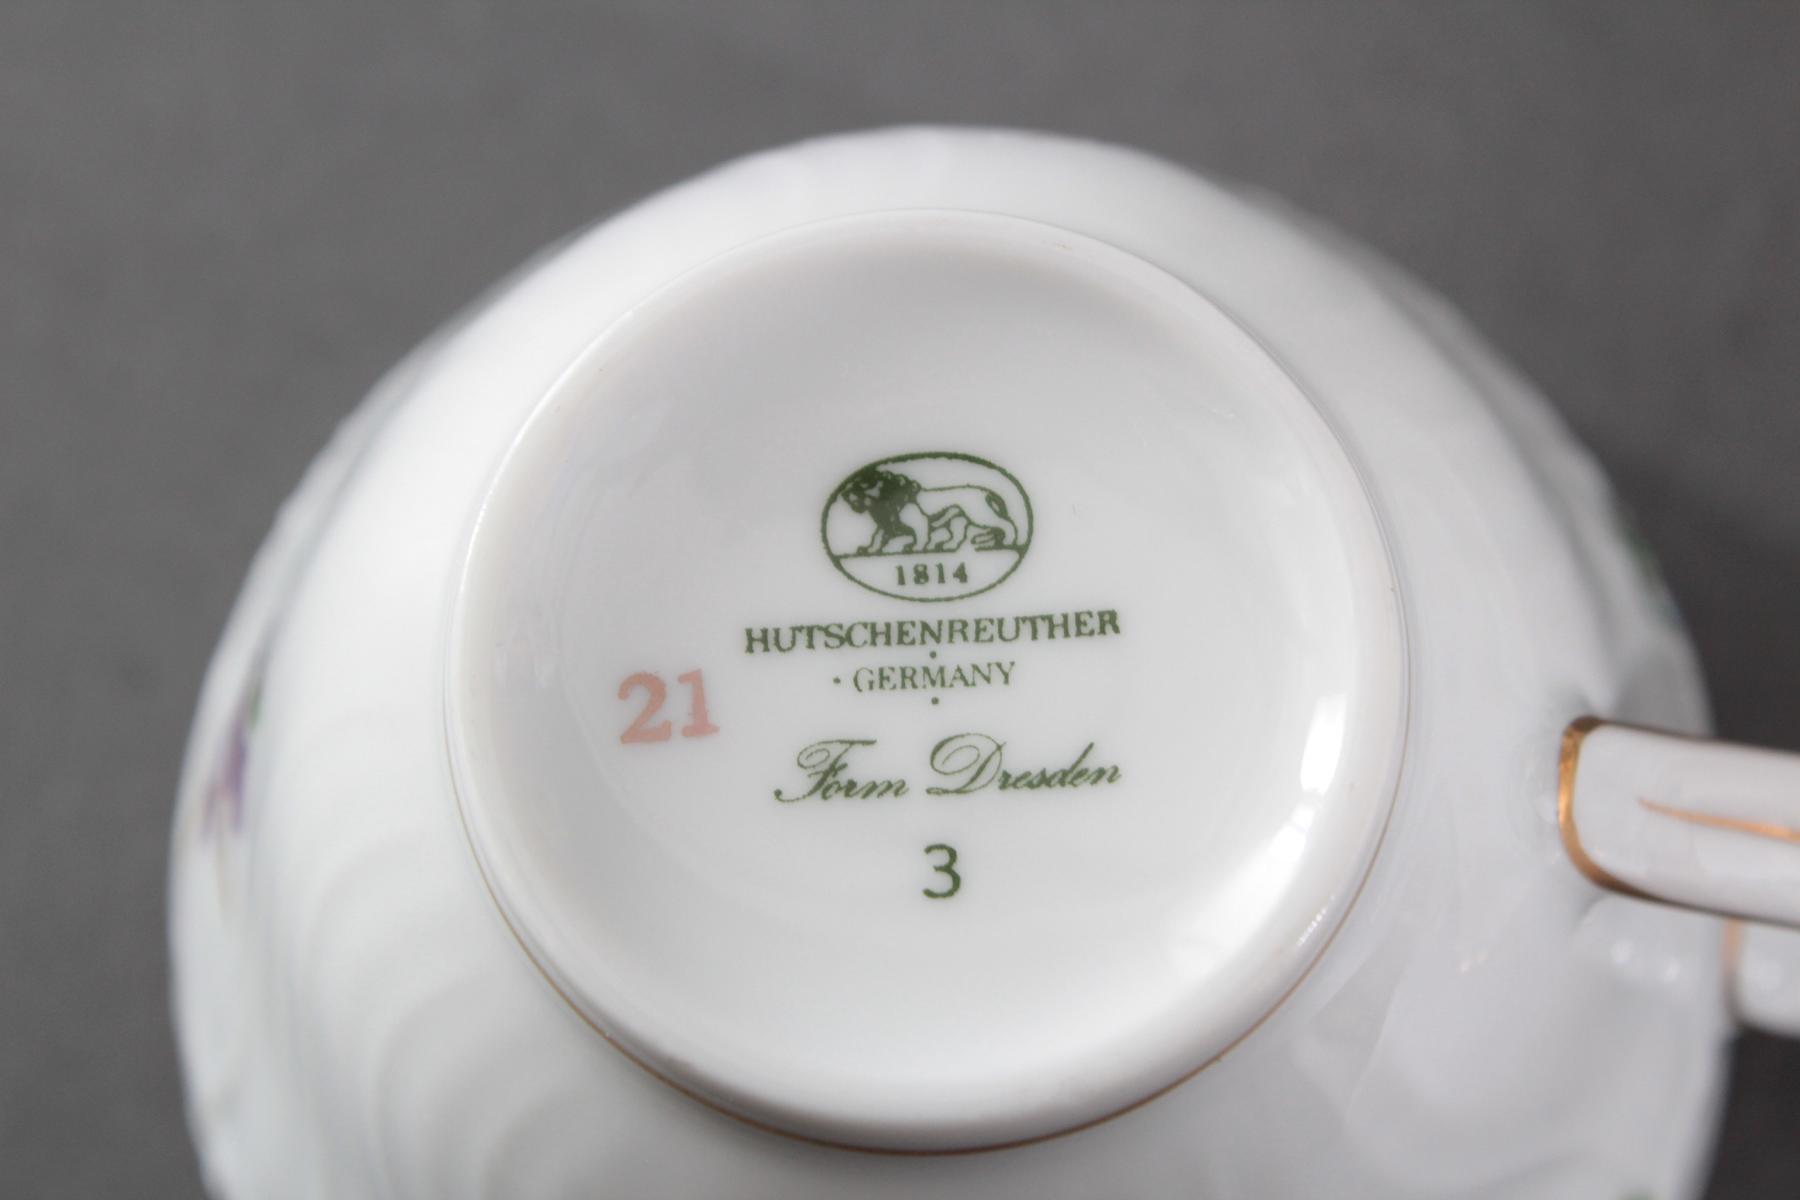 1814
HUTSCHENREUTHER
· GERMANY
21
Form Dresden
3